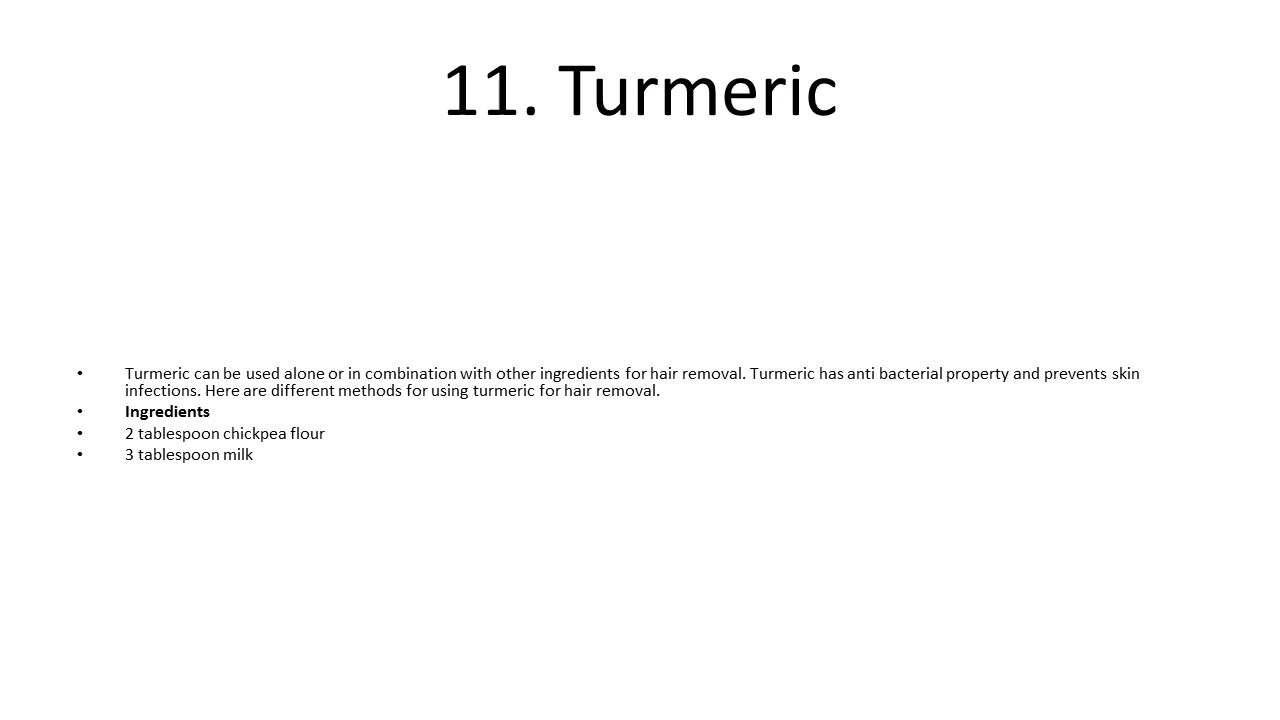 11. Turmeric
• Turmeric can be used alone or in combination with other ingredients for hair removal. Turmeric has anti bacterial property and prevents skin
infections. Here are different methods for using turmeric for hair removal.
• Ingredients
• 2 tablespoon chickpea flour
• 3 tablespoon milk